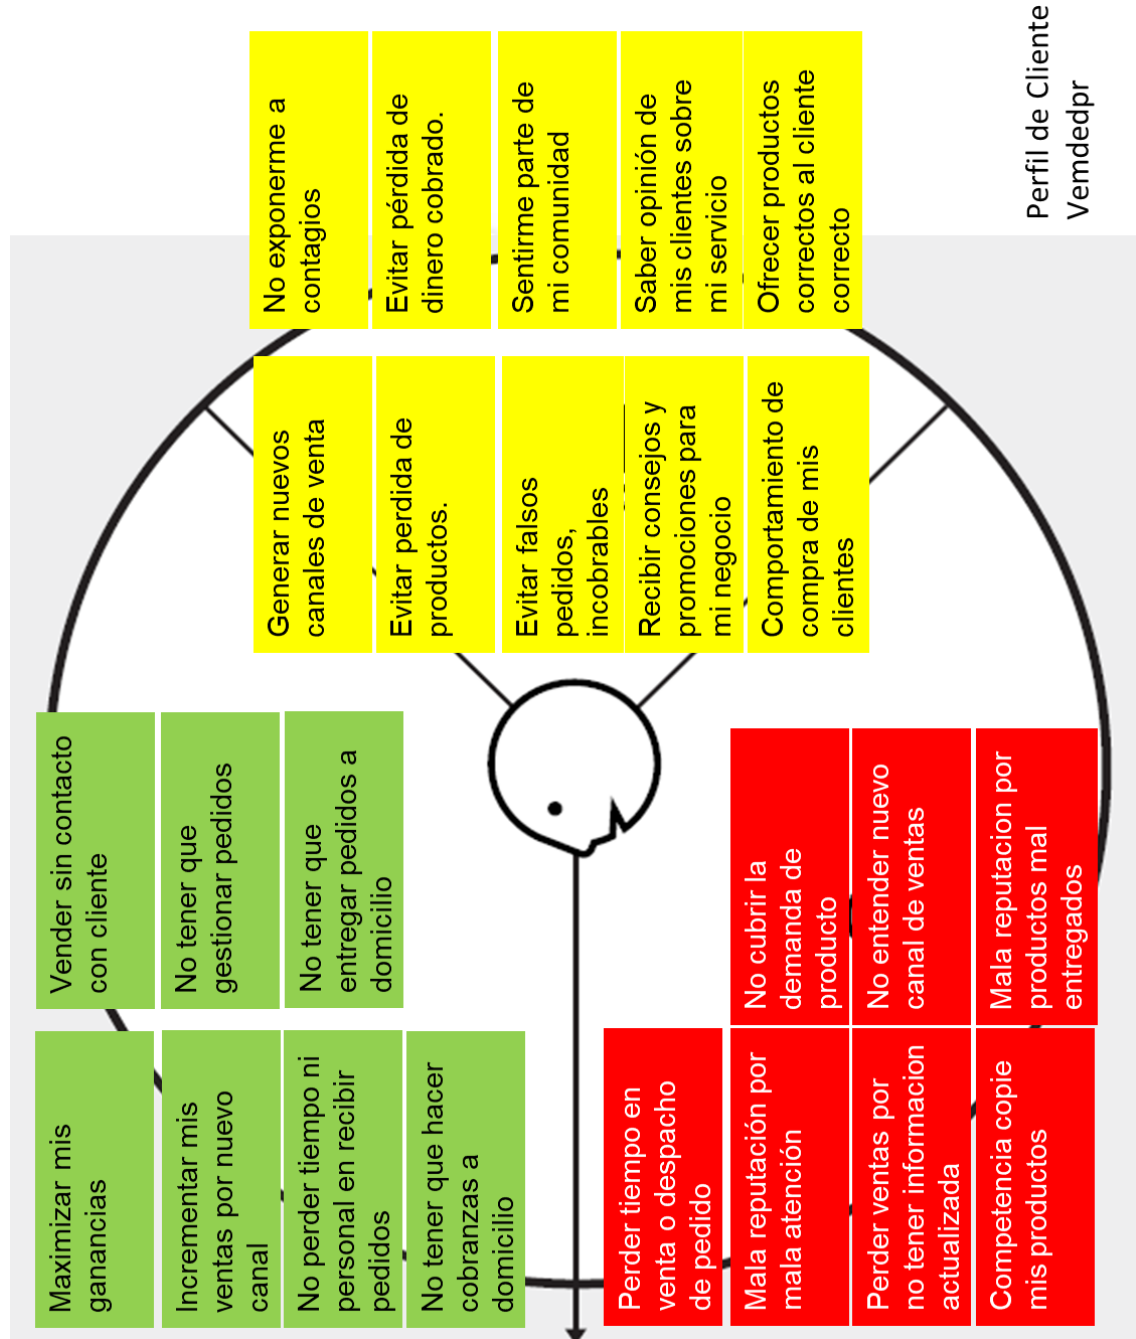 Perfil de Cliente
Vemdedpr
Maximizar mis
ganancias
Incrementar mis
ventas por nuevo
canal
No perder tiempo ni
personal en recibir
pedidos
No tener que hacer
cobranzas a
domicilio
Vender sin contacto
con cliente
No tener que
gestionar pedidos
No tener que
entregar pedidos a
domicilio
Generar nuevos
canales de venta
Evitar perdida de
productos.
Evitar falsos
pedidos,
incobrables
Recibir consejos y
promociones para
mi negocio
Comportamiento de
compra de mis
clientes
No exponerme a
contagios
Evitar pérdida de
dinero cobrado.
Sentirme parte de
mi comunidad
Saber opinión de
mis clientes sobre
mi servicio
Ofrecer productos
correctos al cliente
correcto
Perder tiempo en
venta o despacho
de pedido
Mala reputación por
mala atención
Perder ventas por
no tener informacion
actualizada
Competencia copie
mis productos
No cubrir la
demanda de
producto
No entender nuevo
canal de ventas
Mala reputacion por
productos mal
entregados